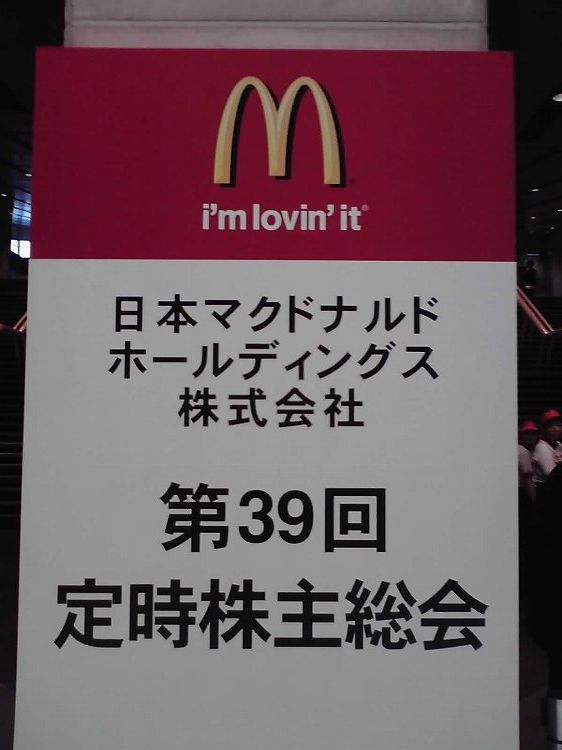 i'm lovin' it®
日本マクドナルド
ホールディングス
株式会社
第39回
定時株主総会